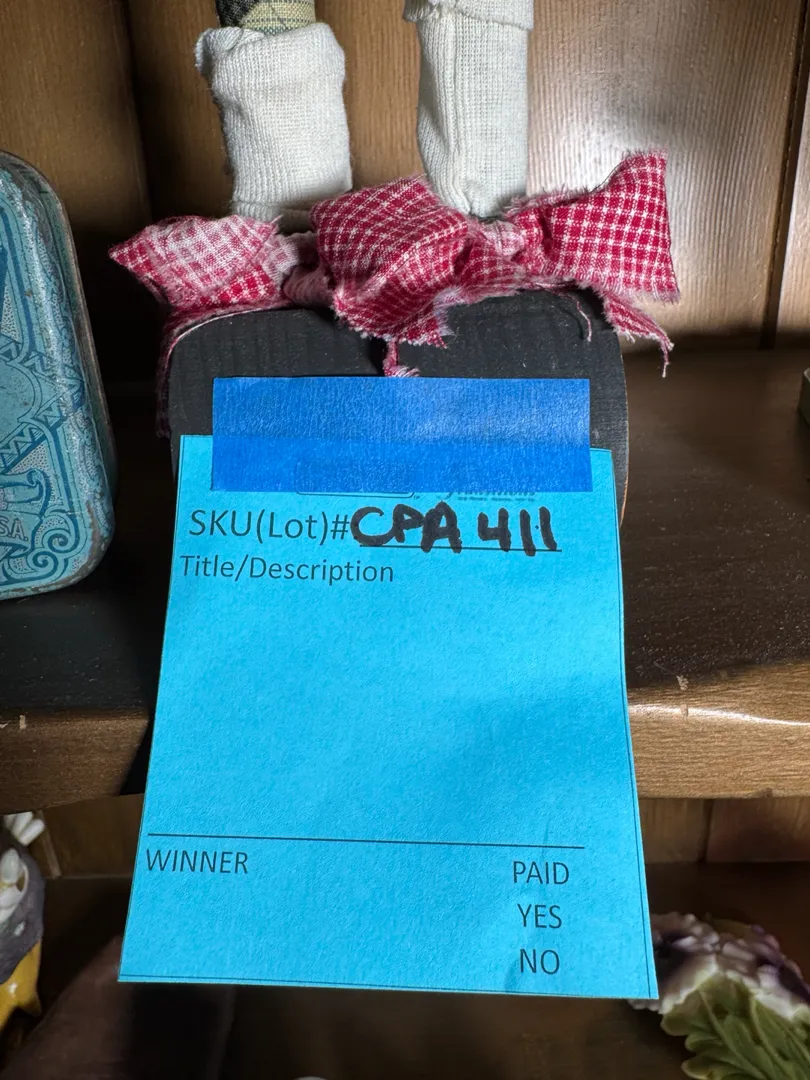 SKU(Lot)# CPA 411
Title/Description
WINNER
PAID
YES
NO
S.A.